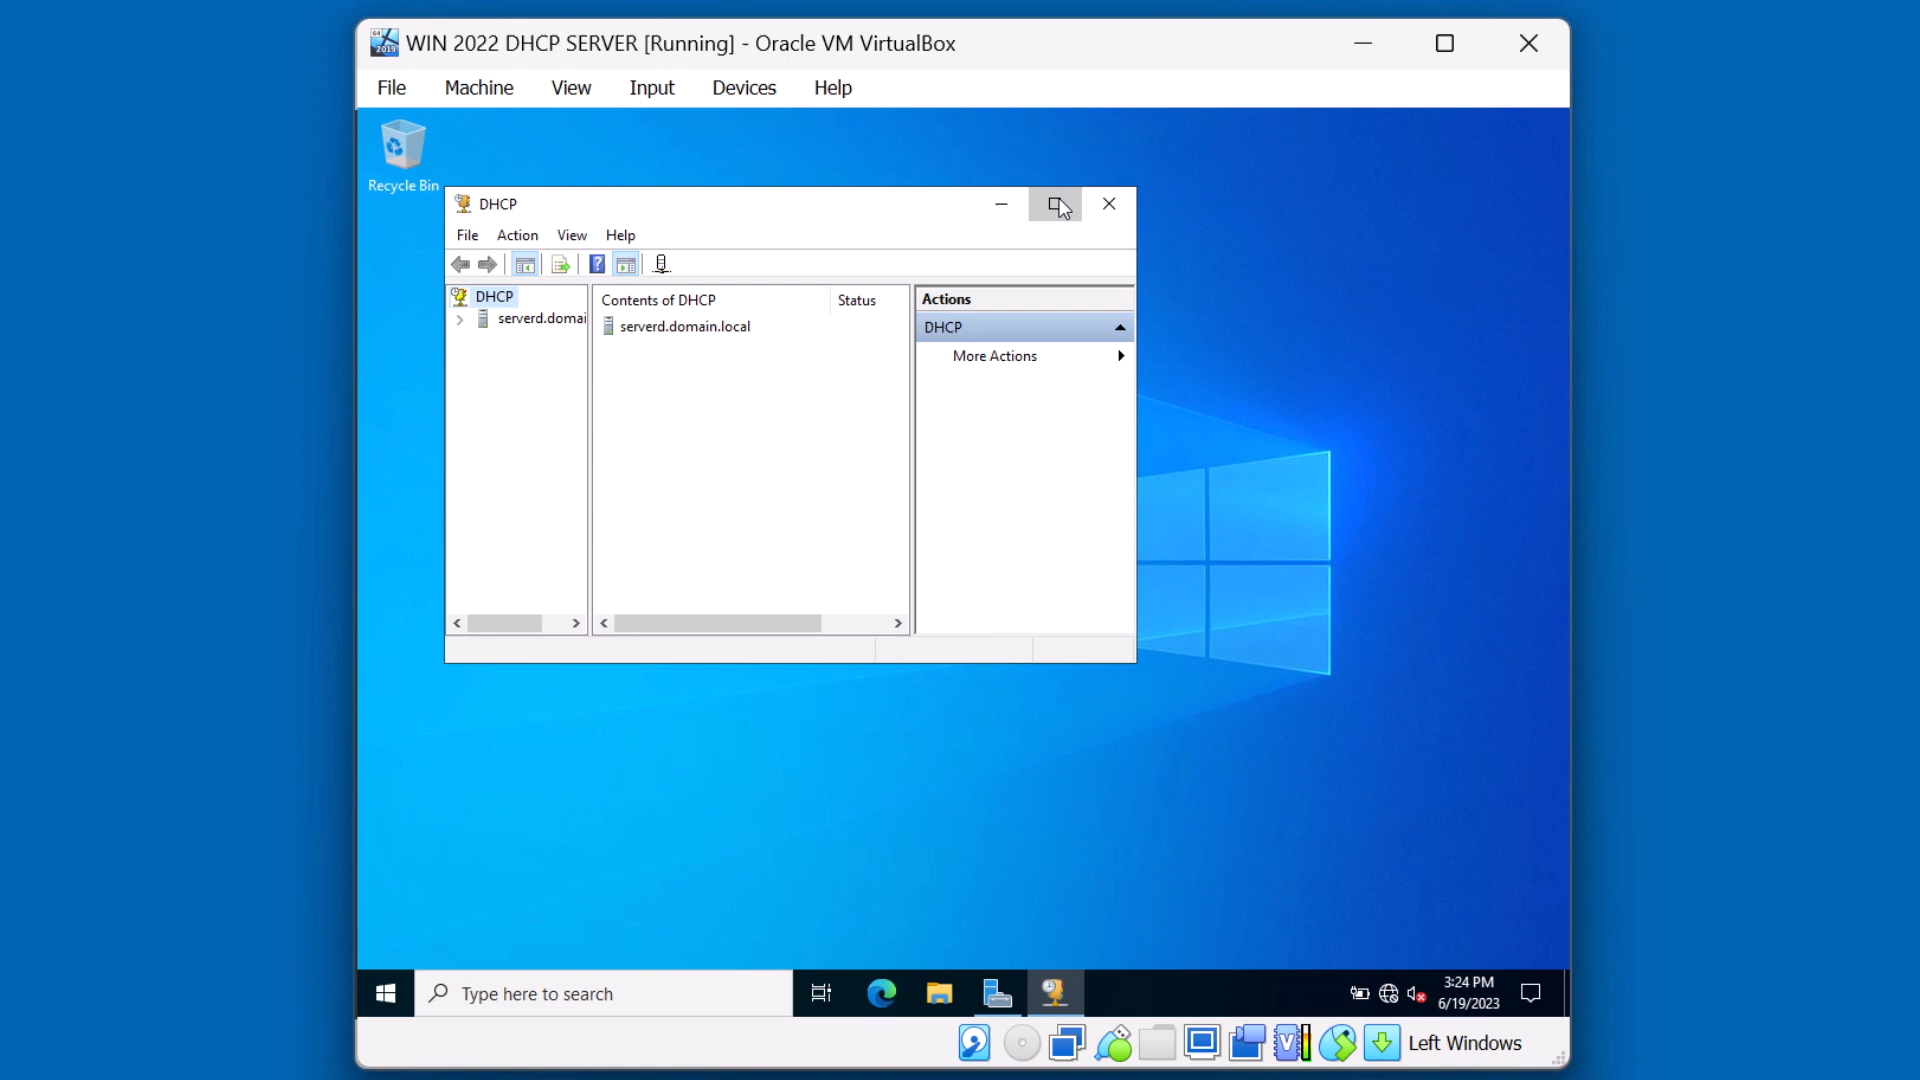 WIN 2022 DHCP SERVER [Running] - Oracle VM VirtualBox
File Machine View Input Devices Help
Recycle Bin
DHCP
File Action View Help
DHCP
serverd.domai
Contents of DHCP Status
serverd.domain.local
Actions
DHCP
More Actions
Type here to search
3:24 PM
6/19/2023
Left Windows